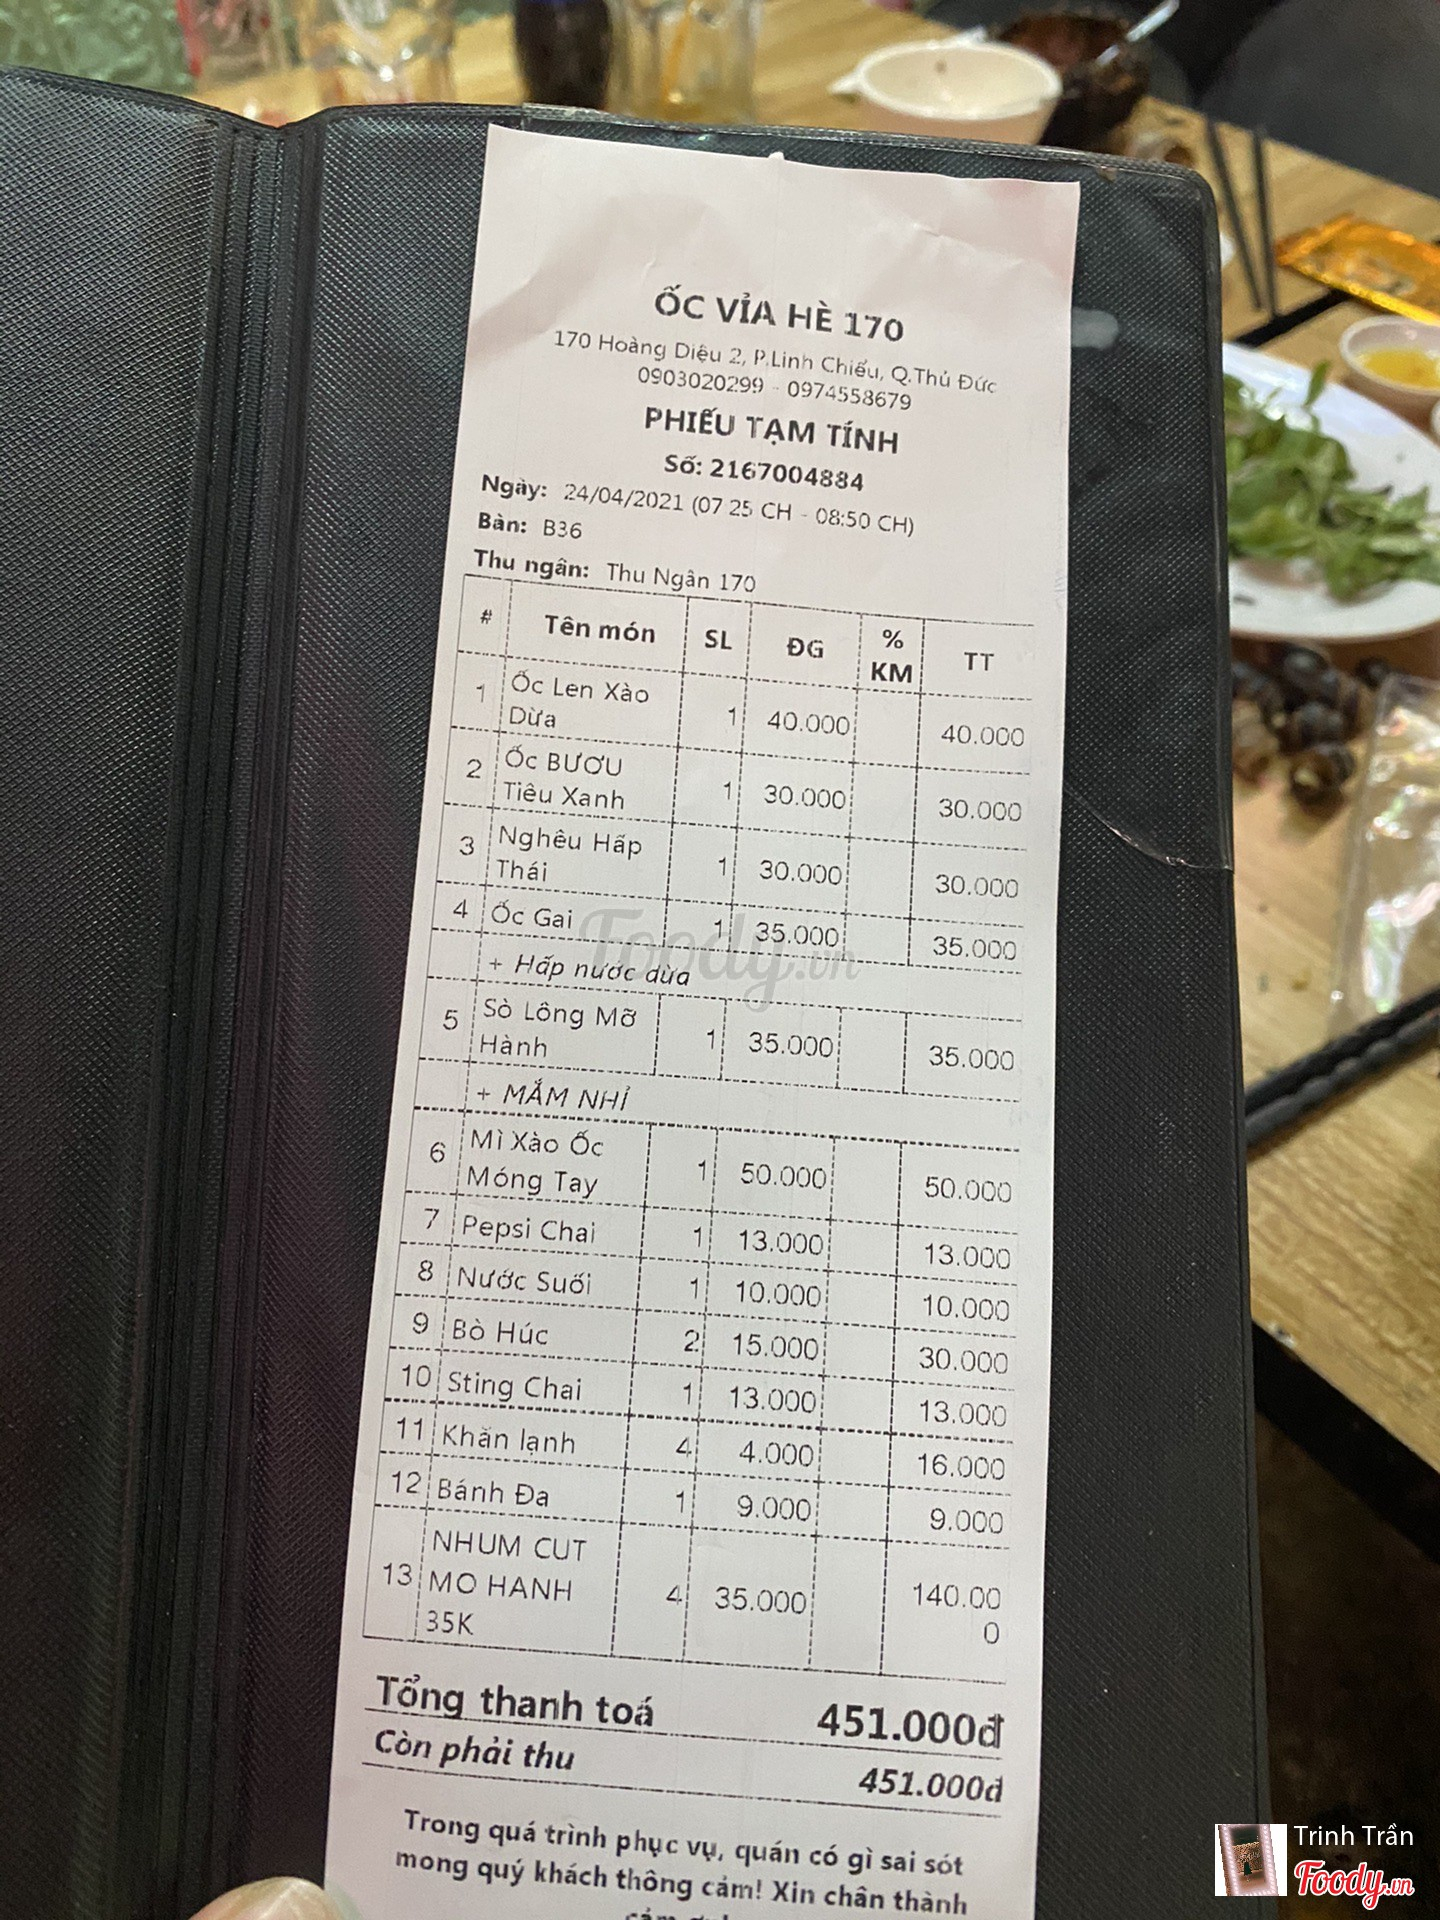 ỐC VỈA HÈ 170
170 Hoàng Diệu 2, P.Linh Chiểu, Q.Thủ Đức
0903020299 - 0974558679
PHIẾU TẠM TÍNH
Số: 2167004884
Ngày: 24/04/2021 (07 25 CH - 08:50 CH)
Bàn: B36
Thu ngân: Thu Ngân 170
# Tên món SL ĐG % KM TT
1 Ốc Len Xào Dừa 1 40.000 40.000
2 Ốc BƯƠU Tiêu Xanh 1 30.000 30.000
3 Nghêu Hấp Thái 1 30.000 30.000
4 Ốc Gai 1 35.000 35.000
+ Hấp nước dừa
5 Sò Lông Mỡ Hành 1 35.000 35.000
+ MẮM NHỈ
6 Mì Xào Ốc Móng Tay 1 50.000 50.000
7 Pepsi Chai 1 13.000 13.000
8 Nước Suối 1 10.000 10.000
9 Bò Húc 2 15.000 30.000
10 Sting Chai 1 13.000 13.000
11 Khăn lạnh 4 4.000 16.000
12 Bánh Đa 1 9.000 9.000
13 NHUM CUT MO HANH 35K 4 35.000 140.000
Tổng thanh toá 451.000đ
Còn phải thu 451.000đ
Trong quá trình phục vụ, quán có gì sai sót
mong quý khách thông cảm! Xin chân thành
Foody.vn
Trinh Trần
Foody.vn